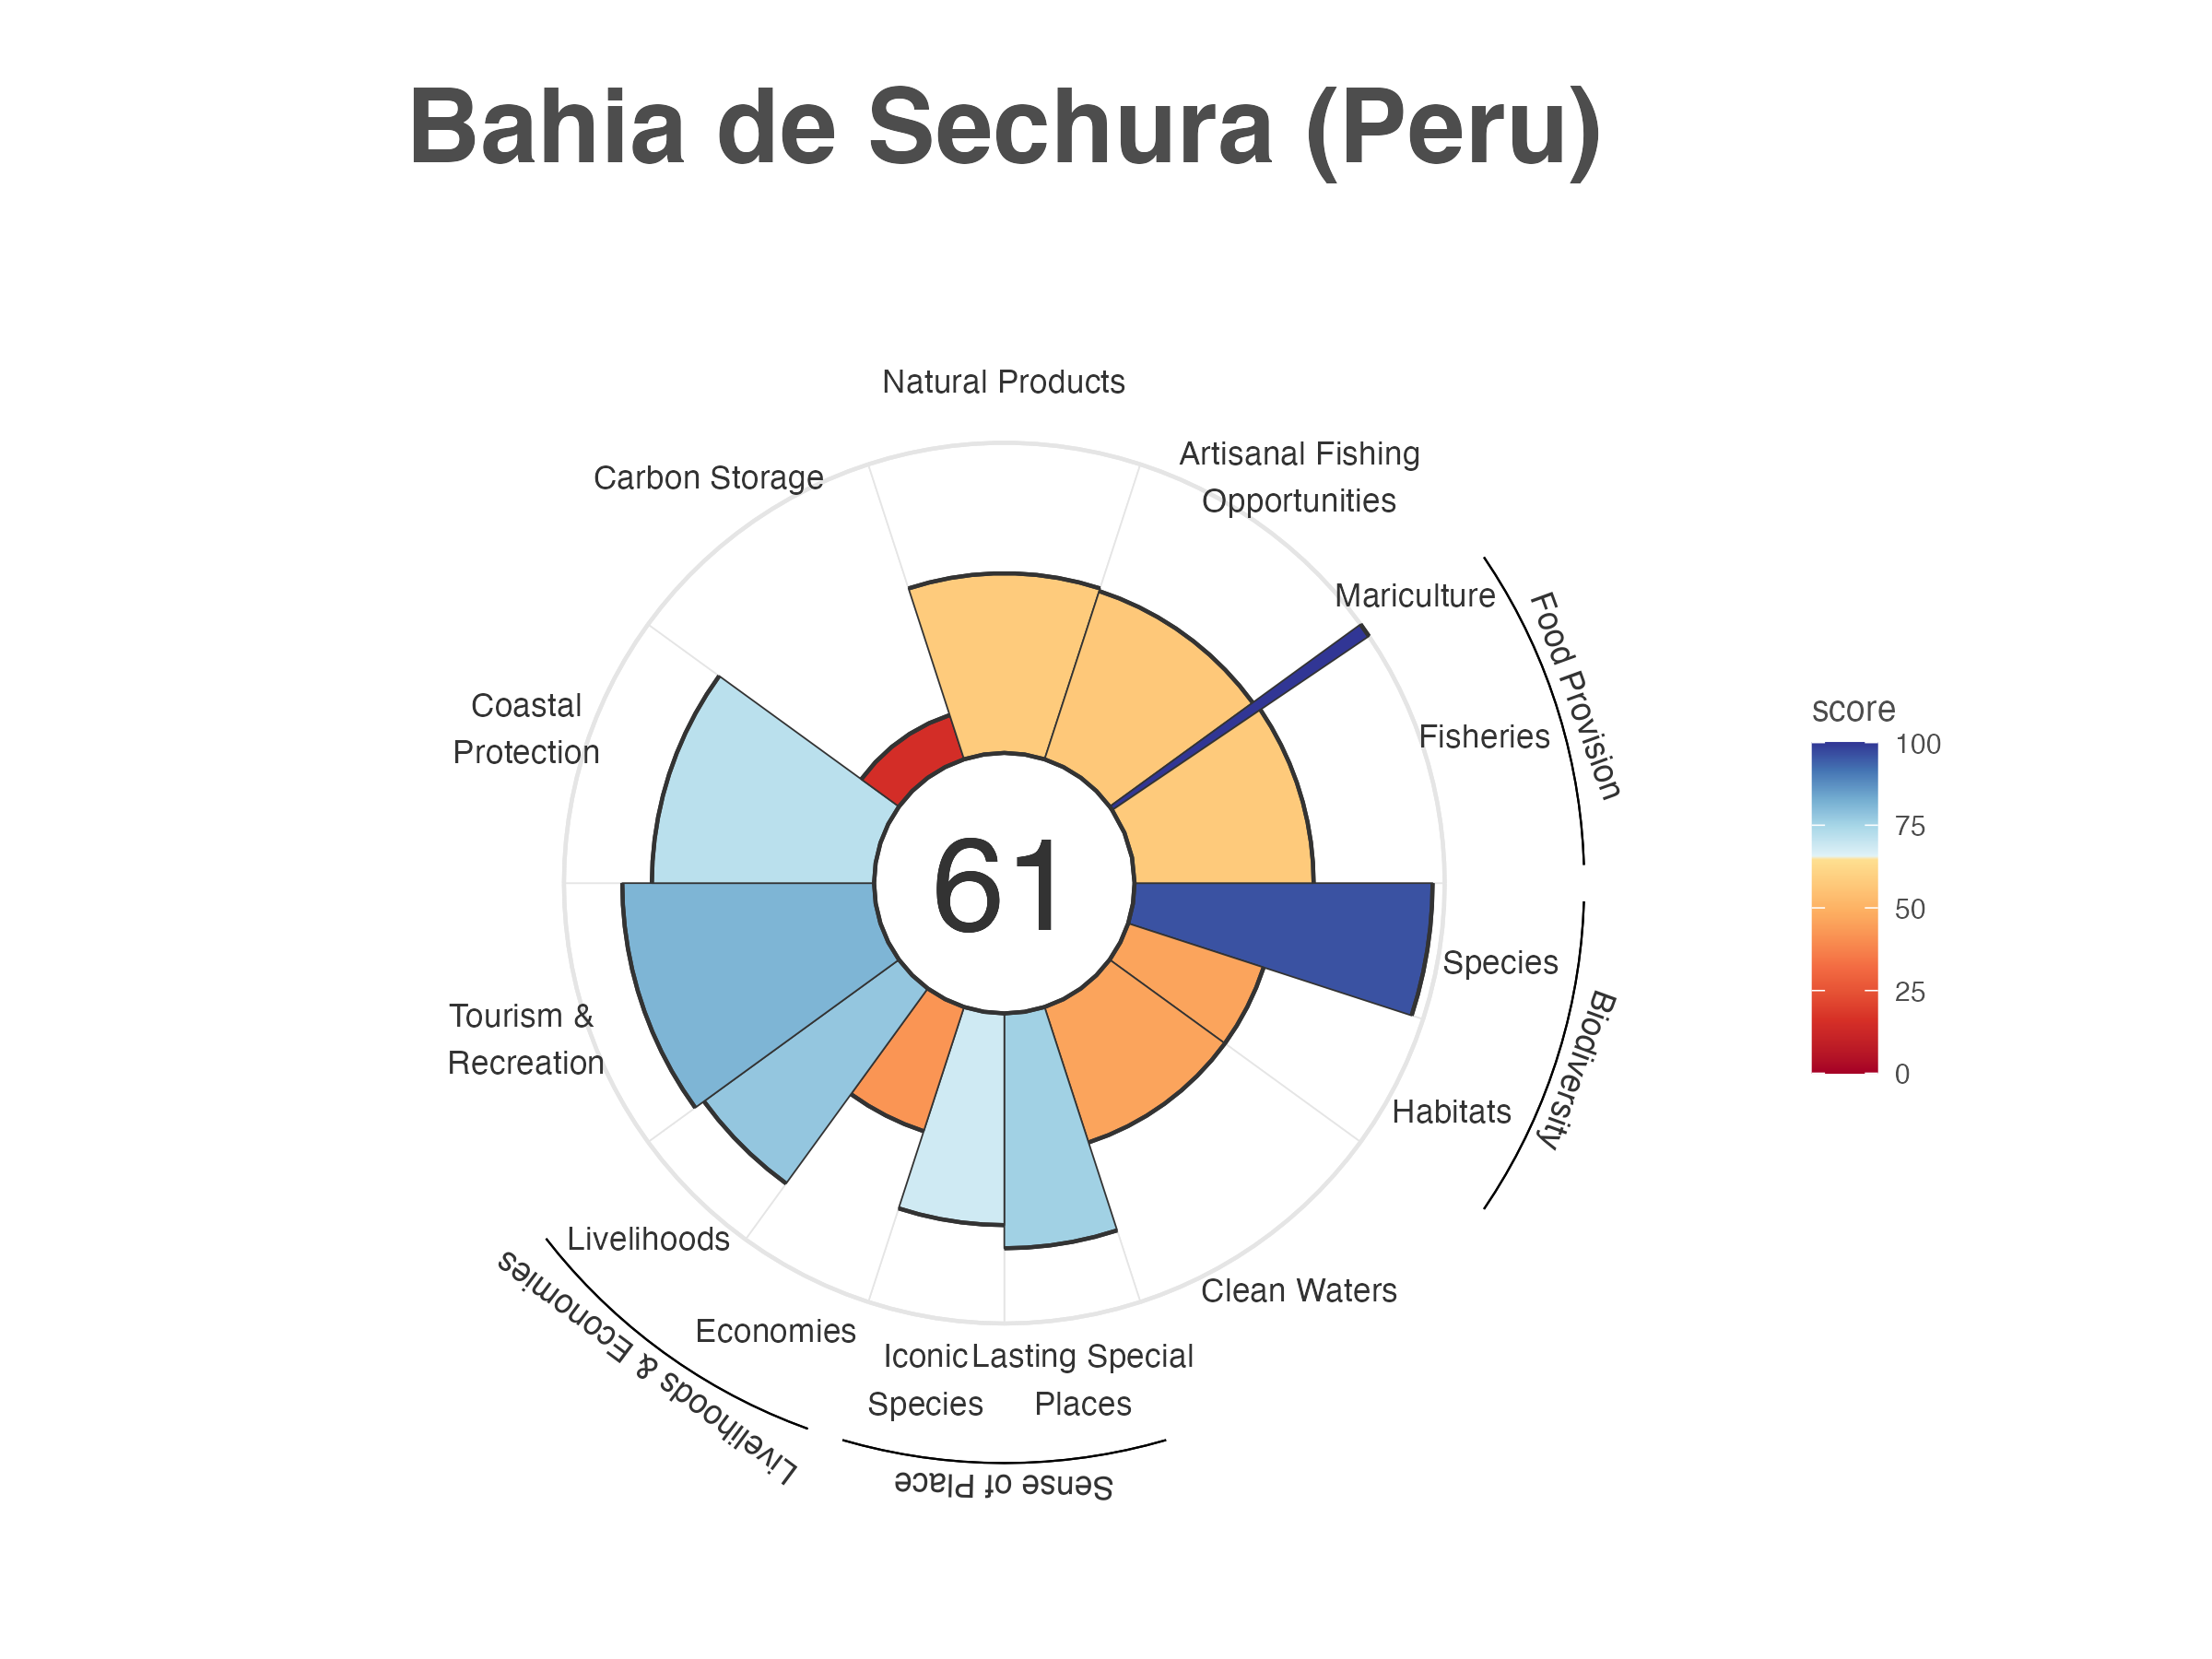 Bahia de Sechura (Peru)
Natural Products
Artisanal Fishing
Opportunities
Carbon Storage
Mariculture
Food Provision
Fisheries
Coastal
Protection
score
100
75
50
25
0
61
Species
Biodiversity
Tourism &
Recreation
Habitats
Livelihoods
Clean Waters
Economies
Livelihoods & Economies
Iconic
Species
Lasting Special
Places
Sense of Place